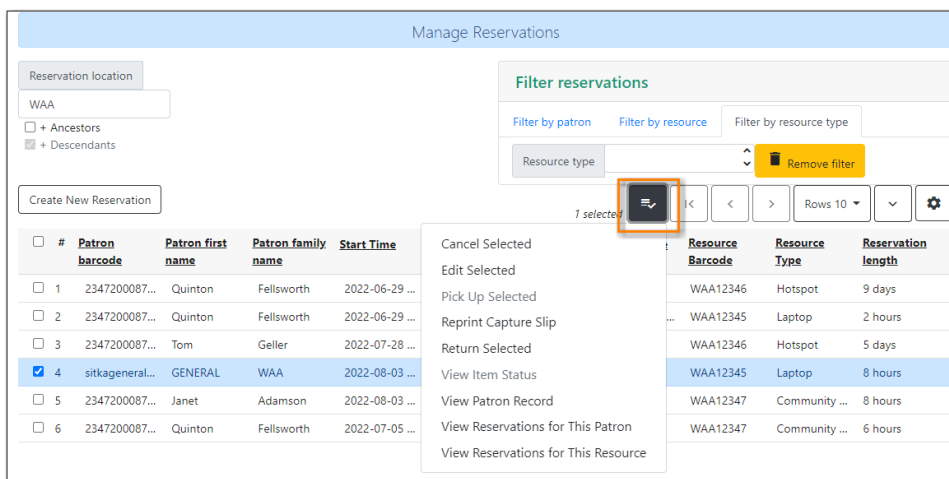 Manage Reservations
Reservation location
WAA
+ Ancestors
+ Descendants
Filter reservations
Filter by patron Filter by resource Filter by resource type
Resource type Remove filter
Create New Reservation
1 selected Rows 10
# Patron barcode Patron first name Patron family name Start Time Resource Barcode Resource Type Reservation length
1 2347200087... Quinton Fellsworth 2022-06-29 ... WAA12346 Hotspot 9 days
2 2347200087... Quinton Fellsworth 2022-06-29 ... ... WAA12345 Laptop 2 hours
3 2347200087... Tom Geller 2022-07-28 ... WAA12346 Hotspot 5 days
4 sitkageneral... GENERAL WAA 2022-08-03 ... WAA12345 Laptop 8 hours
5 2347200087... Janet Adamson 2022-08-03 ... WAA12347 Community ... 8 hours
6 2347200087... Quinton Fellsworth 2022-07-05 ... WAA12347 Community ... 6 hours
Cancel Selected
Edit Selected
Pick Up Selected
Reprint Capture Slip
Return Selected
View Item Status
View Patron Record
View Reservations for This Patron
View Reservations for This Resource